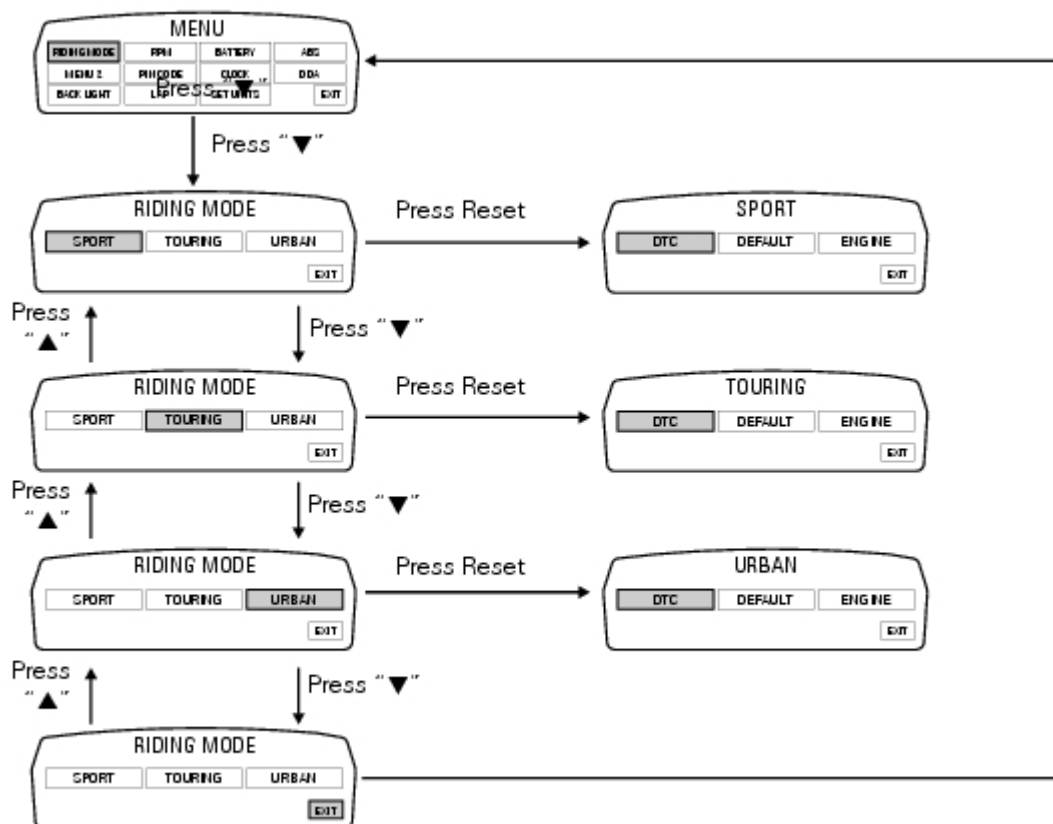 MENU
RIDING MODE RPM BATTERY ABS
MENU 2 PIN CODE CLOCK DDA
BACK LIGHT LAP SET UNITS EXIT
Press "▼"
Press "▼"
RIDING MODE
SPORT TOURING URBAN
EXIT
Press Reset
SPORT
DTC DEFAULT ENGINE
EXIT
Press
"▲"
Press "▼"
RIDING MODE
SPORT TOURING URBAN
EXIT
Press Reset
TOURING
DTC DEFAULT ENGINE
EXIT
Press
"▲"
Press "▼"
RIDING MODE
SPORT TOURING URBAN
EXIT
Press Reset
URBAN
DTC DEFAULT ENGINE
EXIT
Press
"▲"
Press "▼"
RIDING MODE
SPORT TOURING URBAN
EXIT